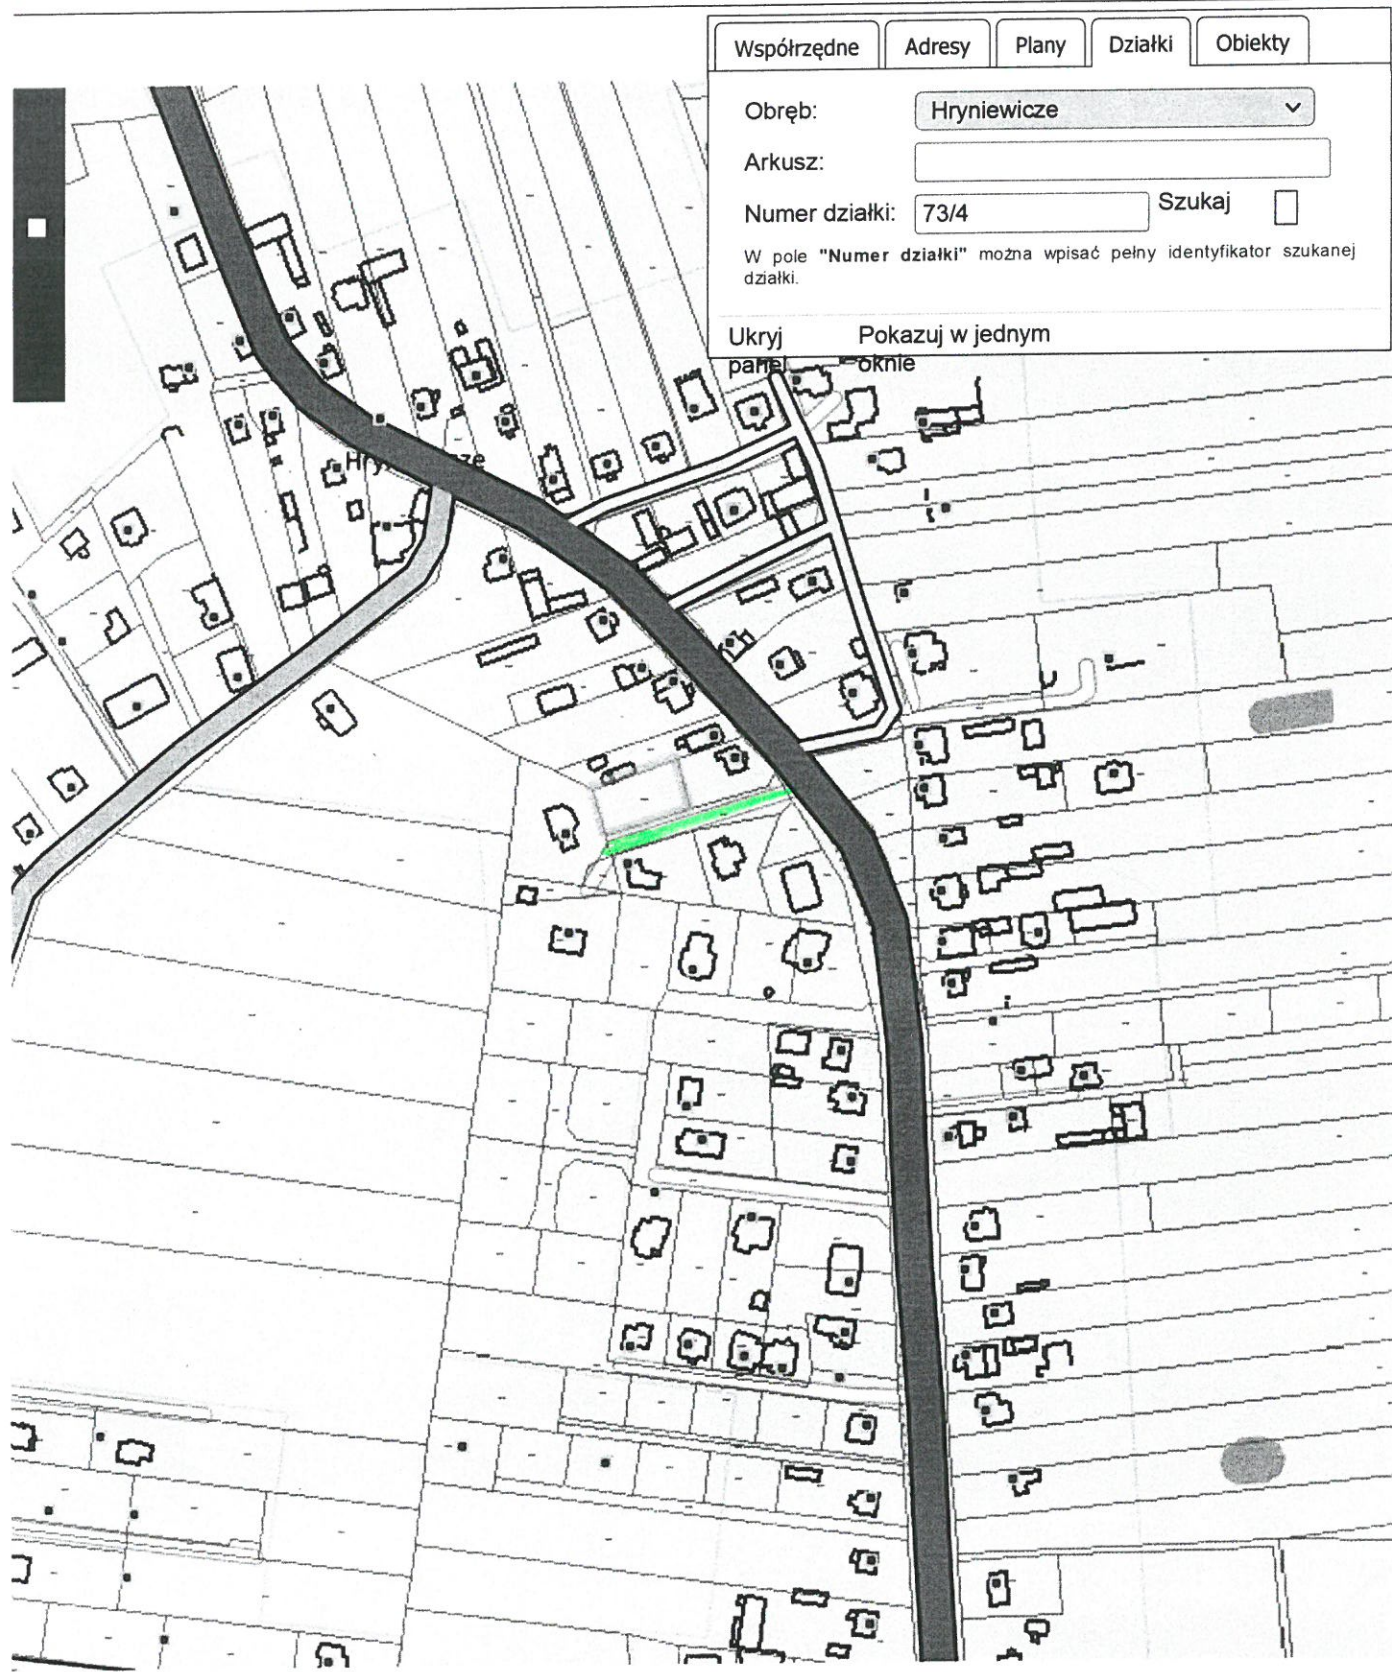 Współrzędne Adresy Plany Działki Obiekty
Obręb: Hryniewicze
Arkusz:
Numer działki: 73/4 Szukaj
W pole "Numer działki" można wpisać pełny identyfikator szukanej
działki.
Ukryj Pokazuj w jednym
panel oknie